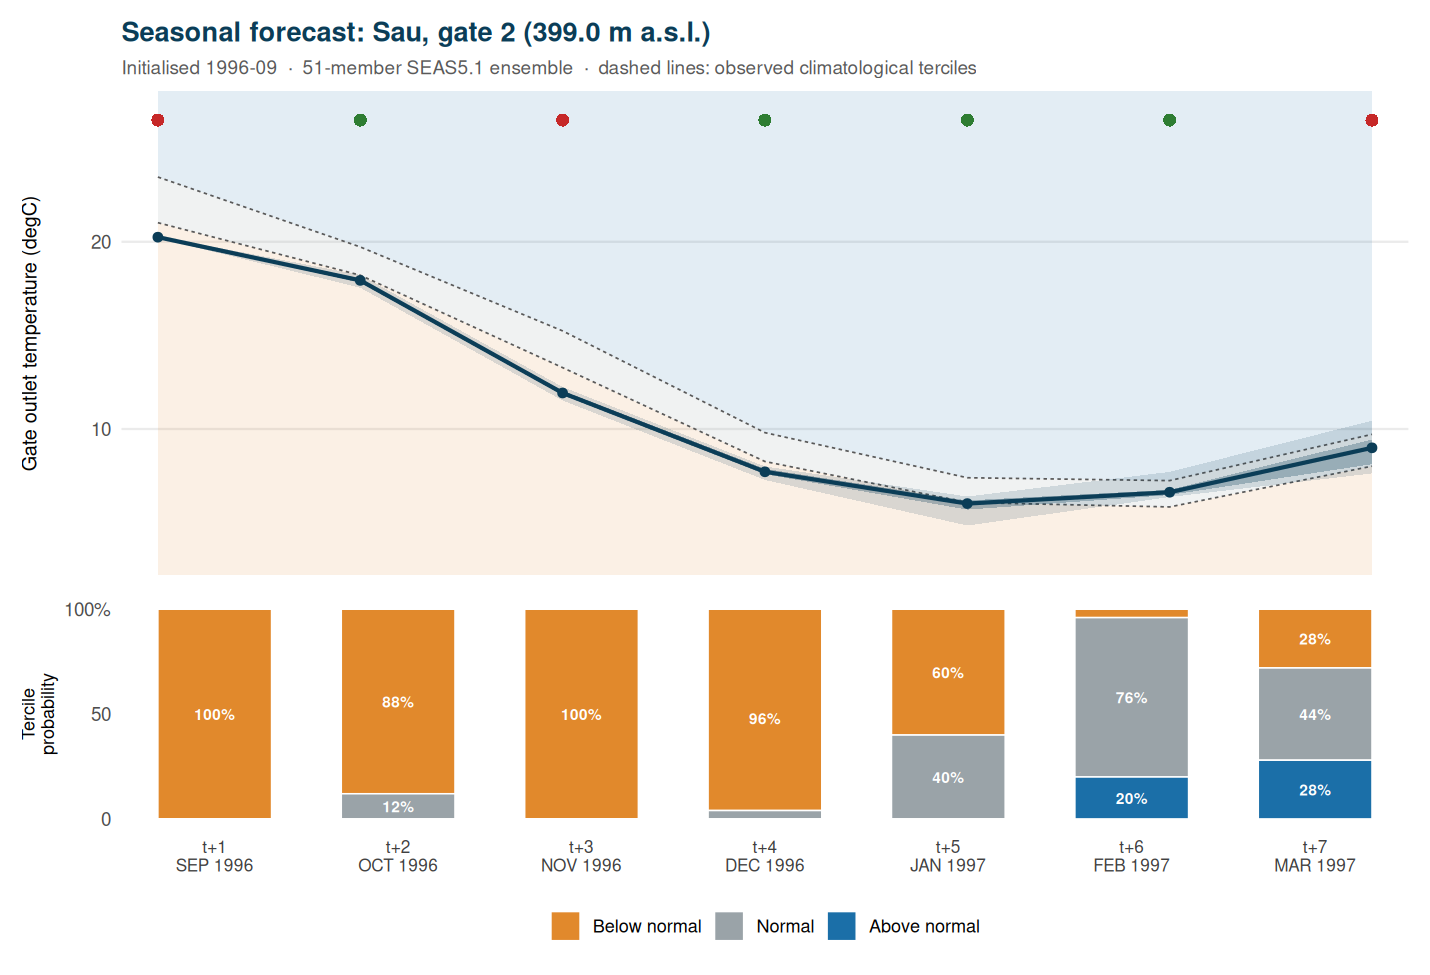 Seasonal forecast: Sau, gate 2 (399.0 m a.s.l.)
Initialised 1996-09 · 51-member SEAS5.1 ensemble · dashed lines: observed climatological terciles
Gate outlet temperature (degC)
20
10
Tercile
probability
100%
50
0
100%
88%
12%
100%
96%
60%
40%
76%
20%
28%
44%
28%
t+1
SEP 1996
t+2
OCT 1996
t+3
NOV 1996
t+4
DEC 1996
t+5
JAN 1997
t+6
FEB 1997
t+7
MAR 1997
Below normal
Normal
Above normal